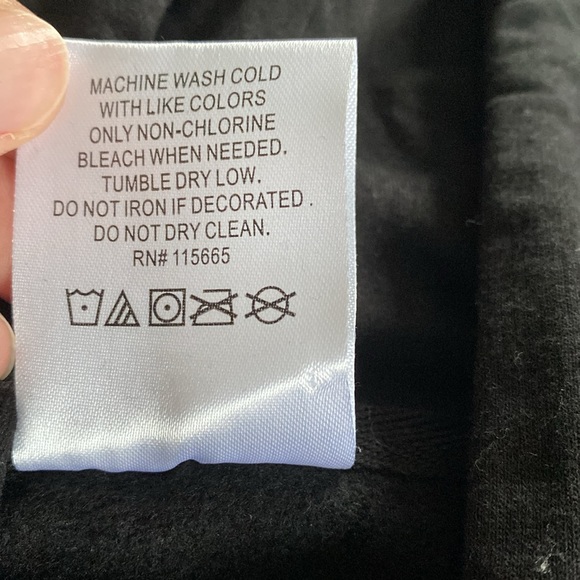 MACHINE WASH COLD
WITH LIKE COLORS
ONLY NON-CHLORINE
BLEACH WHEN NEEDED.
TUMBLE DRY LOW.
DO NOT IRON IF DECORATED .
DO NOT DRY CLEAN.
RN# 115665